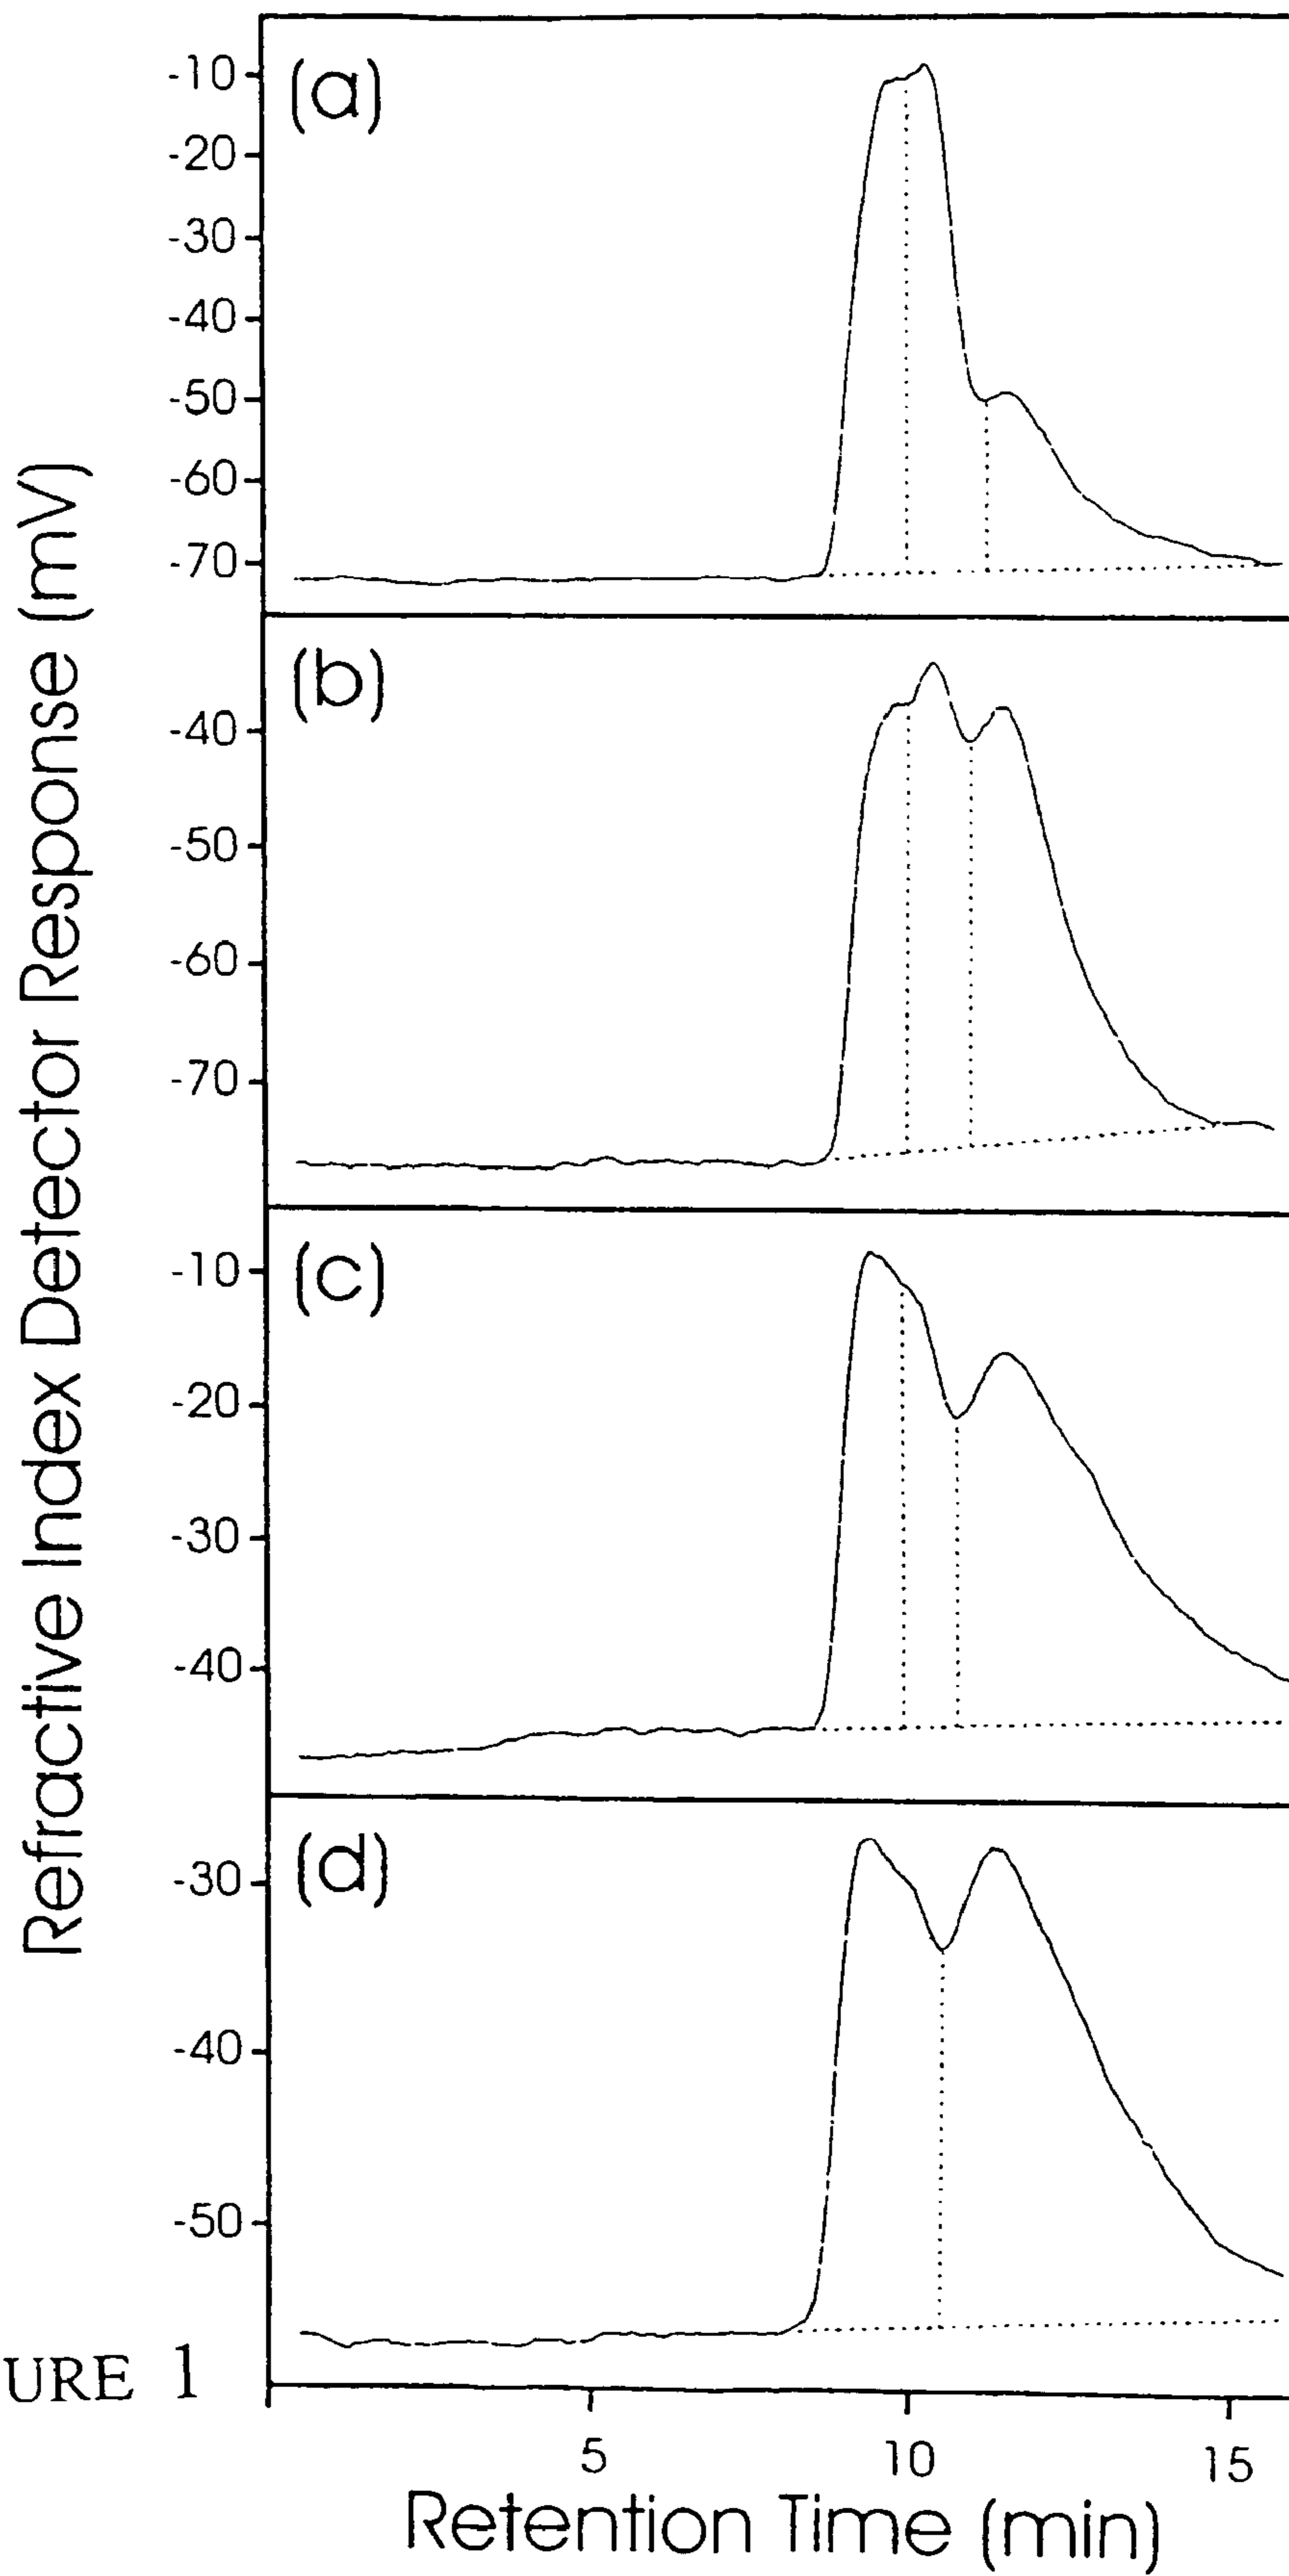 Refractive Index Detector Response (mV)
(a)
-10
-20
-30
-40
-50
-60
-70
(b)
-40
-50
-60
-70
(c)
-10
-20
-30
-40
(d)
-30
-40
-50
URE 1
5 10 15
Retention Time (min)